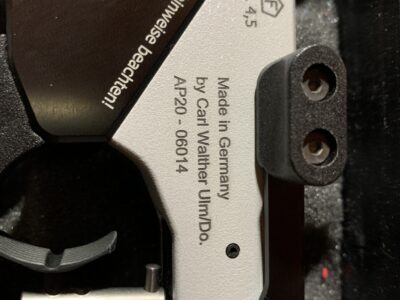 Hinweise beachten!
F
4,5
Made in Germany
by Carl Walther Ulm/Do.
AP20 - 06014